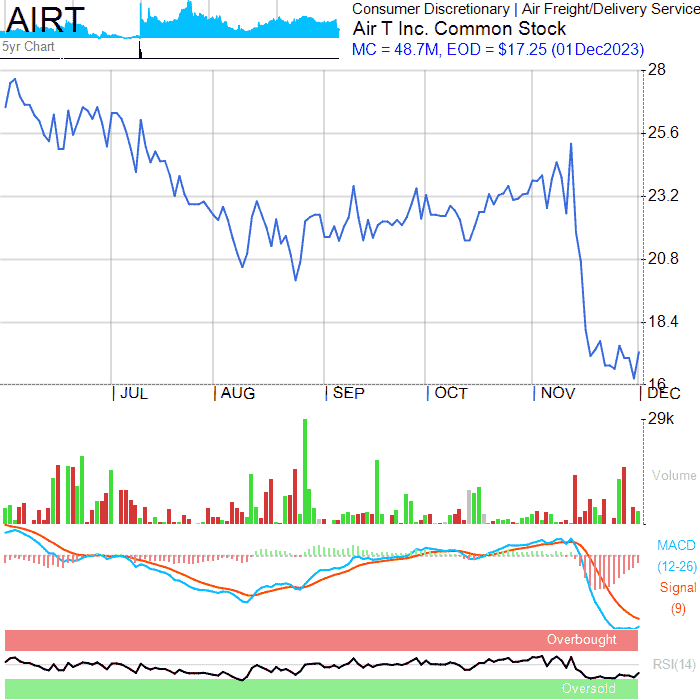 AIRT
5yr Chart
Consumer Discretionary | Air Freight/Delivery Service
Air T Inc. Common Stock
MC = 48.7M, EOD = $17.25 (01Dec2023)
28
25.6
23.2
20.8
18.4
16
JUL AUG SEP OCT NOV DEC
29k
Volume
MACD
(12-26)
Signal
(9)
Overbought
RSI(14)
Oversold